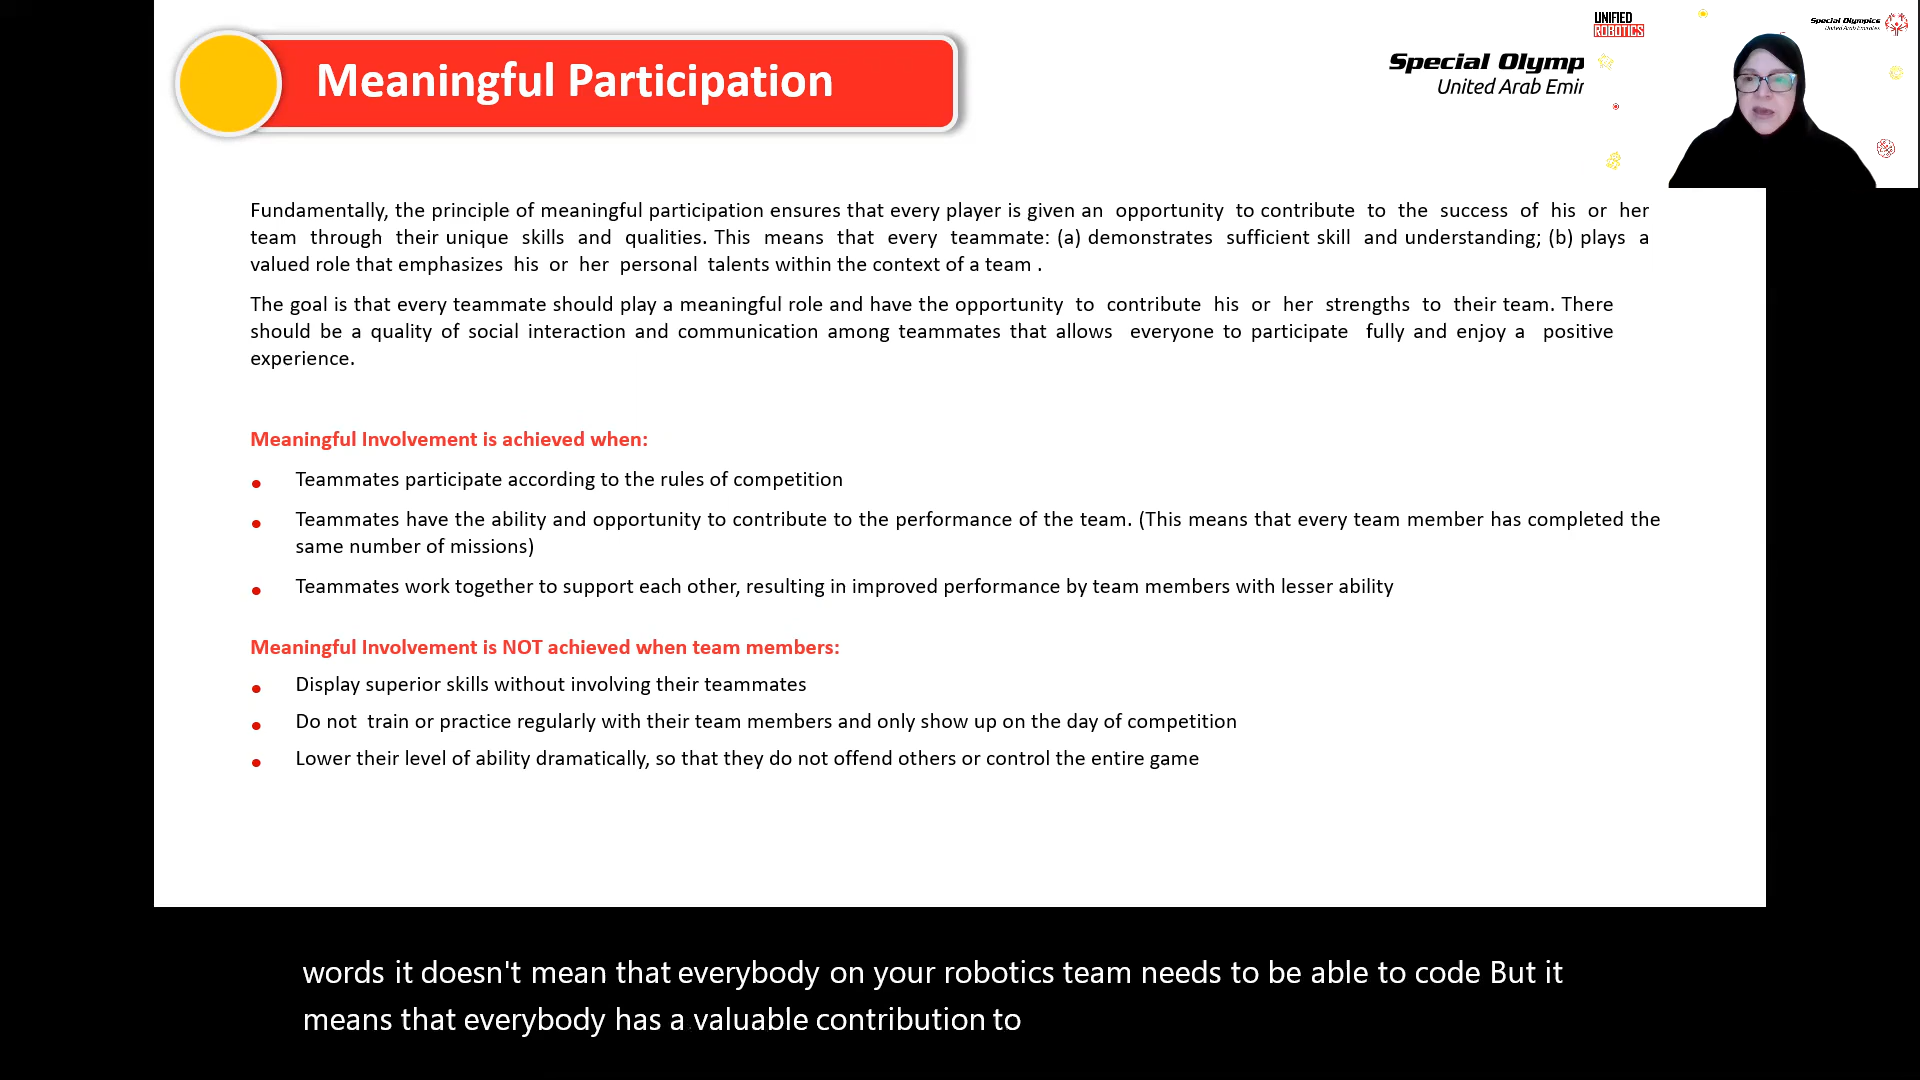 Meaningful Participation
Special Olymp
United Arab Emir
UNIFIED
ROBOTICS
Special Olympics
United Arab Emirates
Fundamentally, the principle of meaningful participation ensures that every player is given an opportunity to contribute to the success of his or her
team through their unique skills and qualities. This means that every teammate: (a) demonstrates sufficient skill and understanding; (b) plays a
valued role that emphasizes his or her personal talents within the context of a team .
The goal is that every teammate should play a meaningful role and have the opportunity to contribute his or her strengths to their team. There
should be a quality of social interaction and communication among teammates that allows everyone to participate fully and enjoy a positive
experience.
Meaningful Involvement is achieved when:
• Teammates participate according to the rules of competition
• Teammates have the ability and opportunity to contribute to the performance of the team. (This means that every team member has completed the
same number of missions)
• Teammates work together to support each other, resulting in improved performance by team members with lesser ability
Meaningful Involvement is NOT achieved when team members:
• Display superior skills without involving their teammates
• Do not train or practice regularly with their team members and only show up on the day of competition
• Lower their level of ability dramatically, so that they do not offend others or control the entire game
words it doesn't mean that everybody on your robotics team needs to be able to code But it
means that everybody has a valuable contribution to